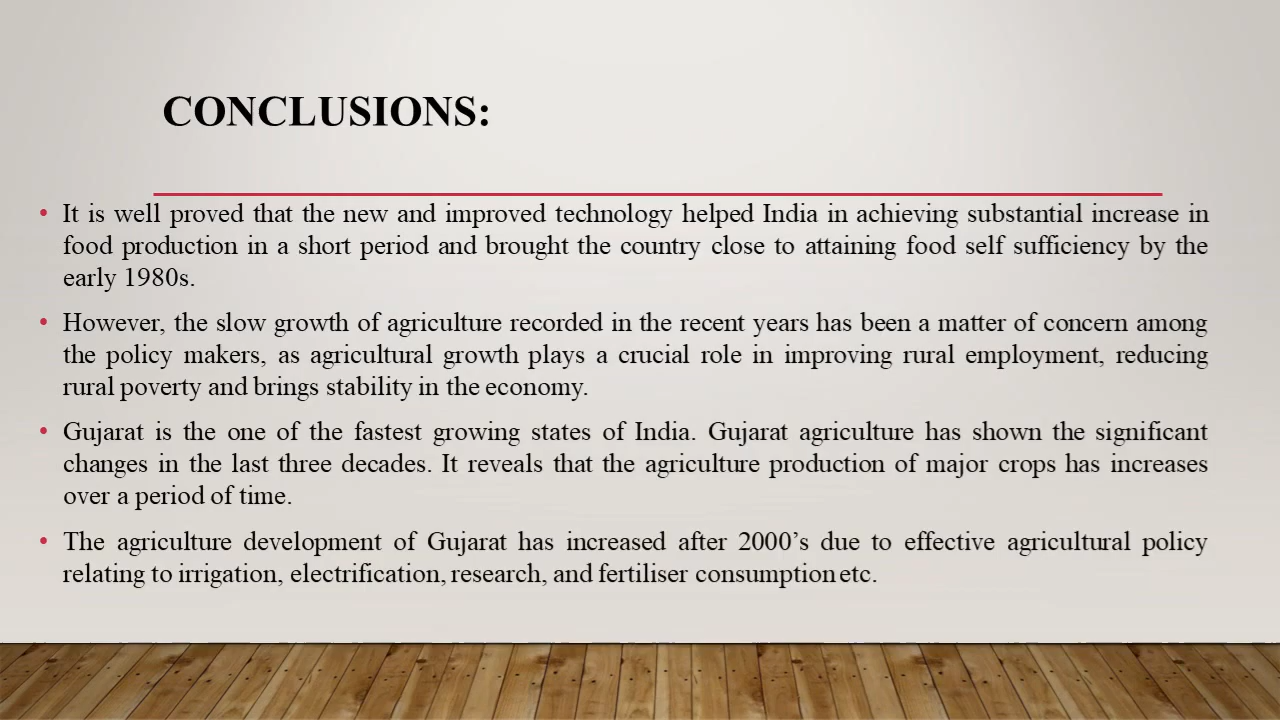 CONCLUSIONS:
• It is well proved that the new and improved technology helped India in achieving substantial increase in
food production in a short period and brought the country close to attaining food self sufficiency by the
early 1980s.
• However, the slow growth of agriculture recorded in the recent years has been a matter of concern among
the policy makers, as agricultural growth plays a crucial role in improving rural employment, reducing
rural poverty and brings stability in the economy.
• Gujarat is the one of the fastest growing states of India. Gujarat agriculture has shown the significant
changes in the last three decades. It reveals that the agriculture production of major crops has increases
over a period of time.
• The agriculture development of Gujarat has increased after 2000’s due to effective agricultural policy
relating to irrigation, electrification, research, and fertiliser consumption etc.